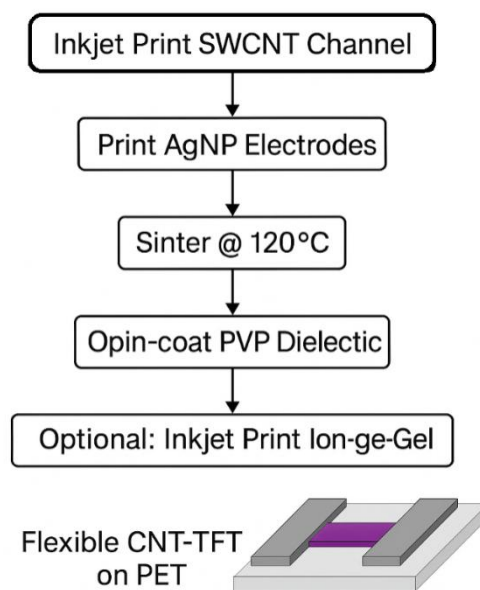 Inkjet Print SWCNT Channel
Print AgNP Electrodes
Sinter @ 120°C
Opin-coat PVP Dielectic
Optional: Inkjet Print Ion-ge-Gel
Flexible CNT-TFT
on PET